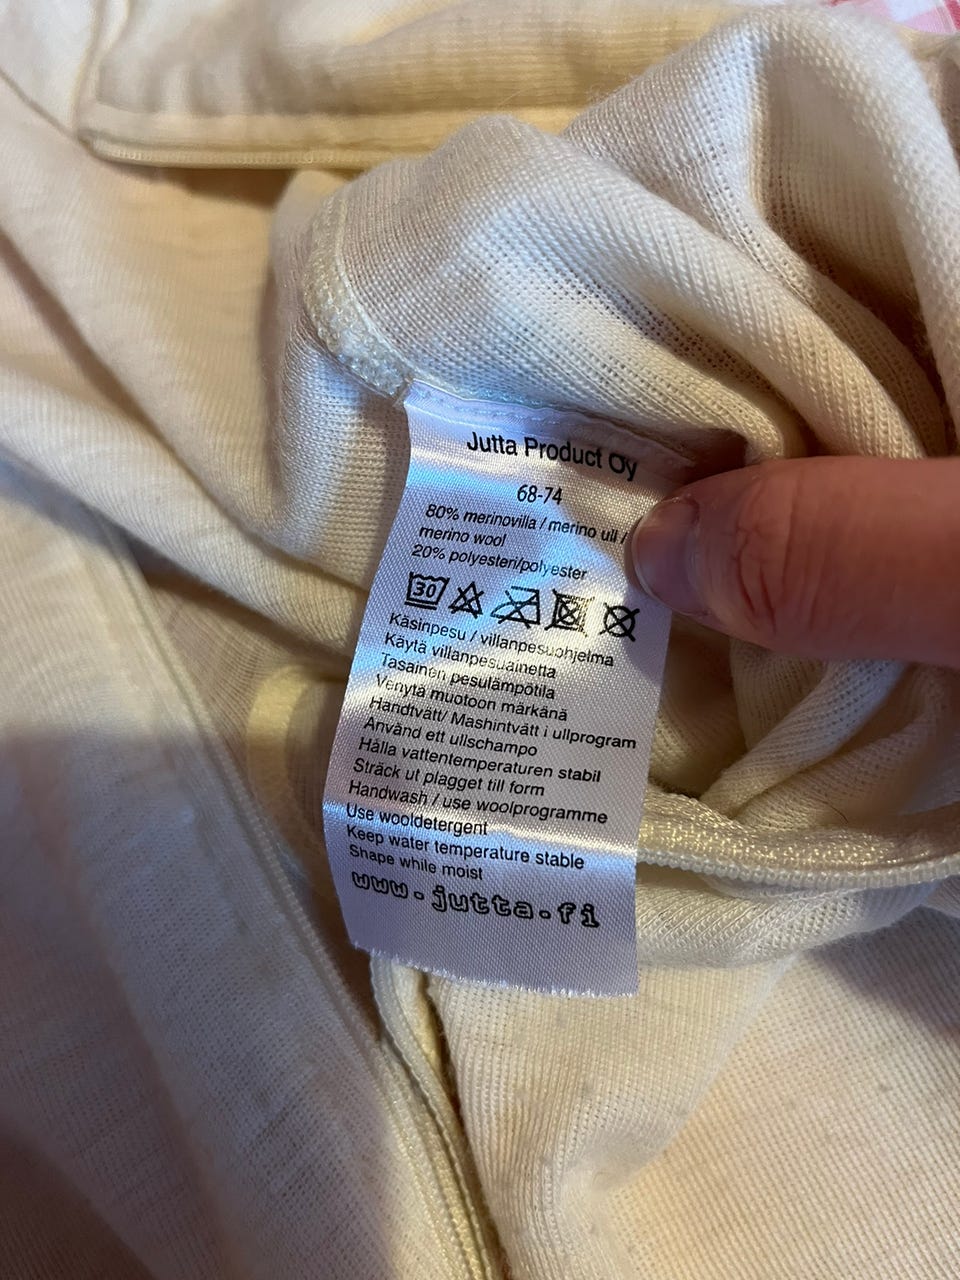 Jutta Product Oy
68-74
80% merinovilla / merino ull /
merino wool
20% polyesteri/polyester
30
Käsinpesu / villanpesuohjelma
Käytä villanpesuainetta
Tasainen pesulämpötila
Venytä muotoon märkänä
Handtvätt/ Mashintvätt i ullprogram
Använd ett ullschampo
Hålla vattentemperaturen stabil
Sträck ut plagget till form
Handwash / use woolprogramme
Use wooldetergent
Keep water temperature stable
Shape while moist
www.jutta.fi